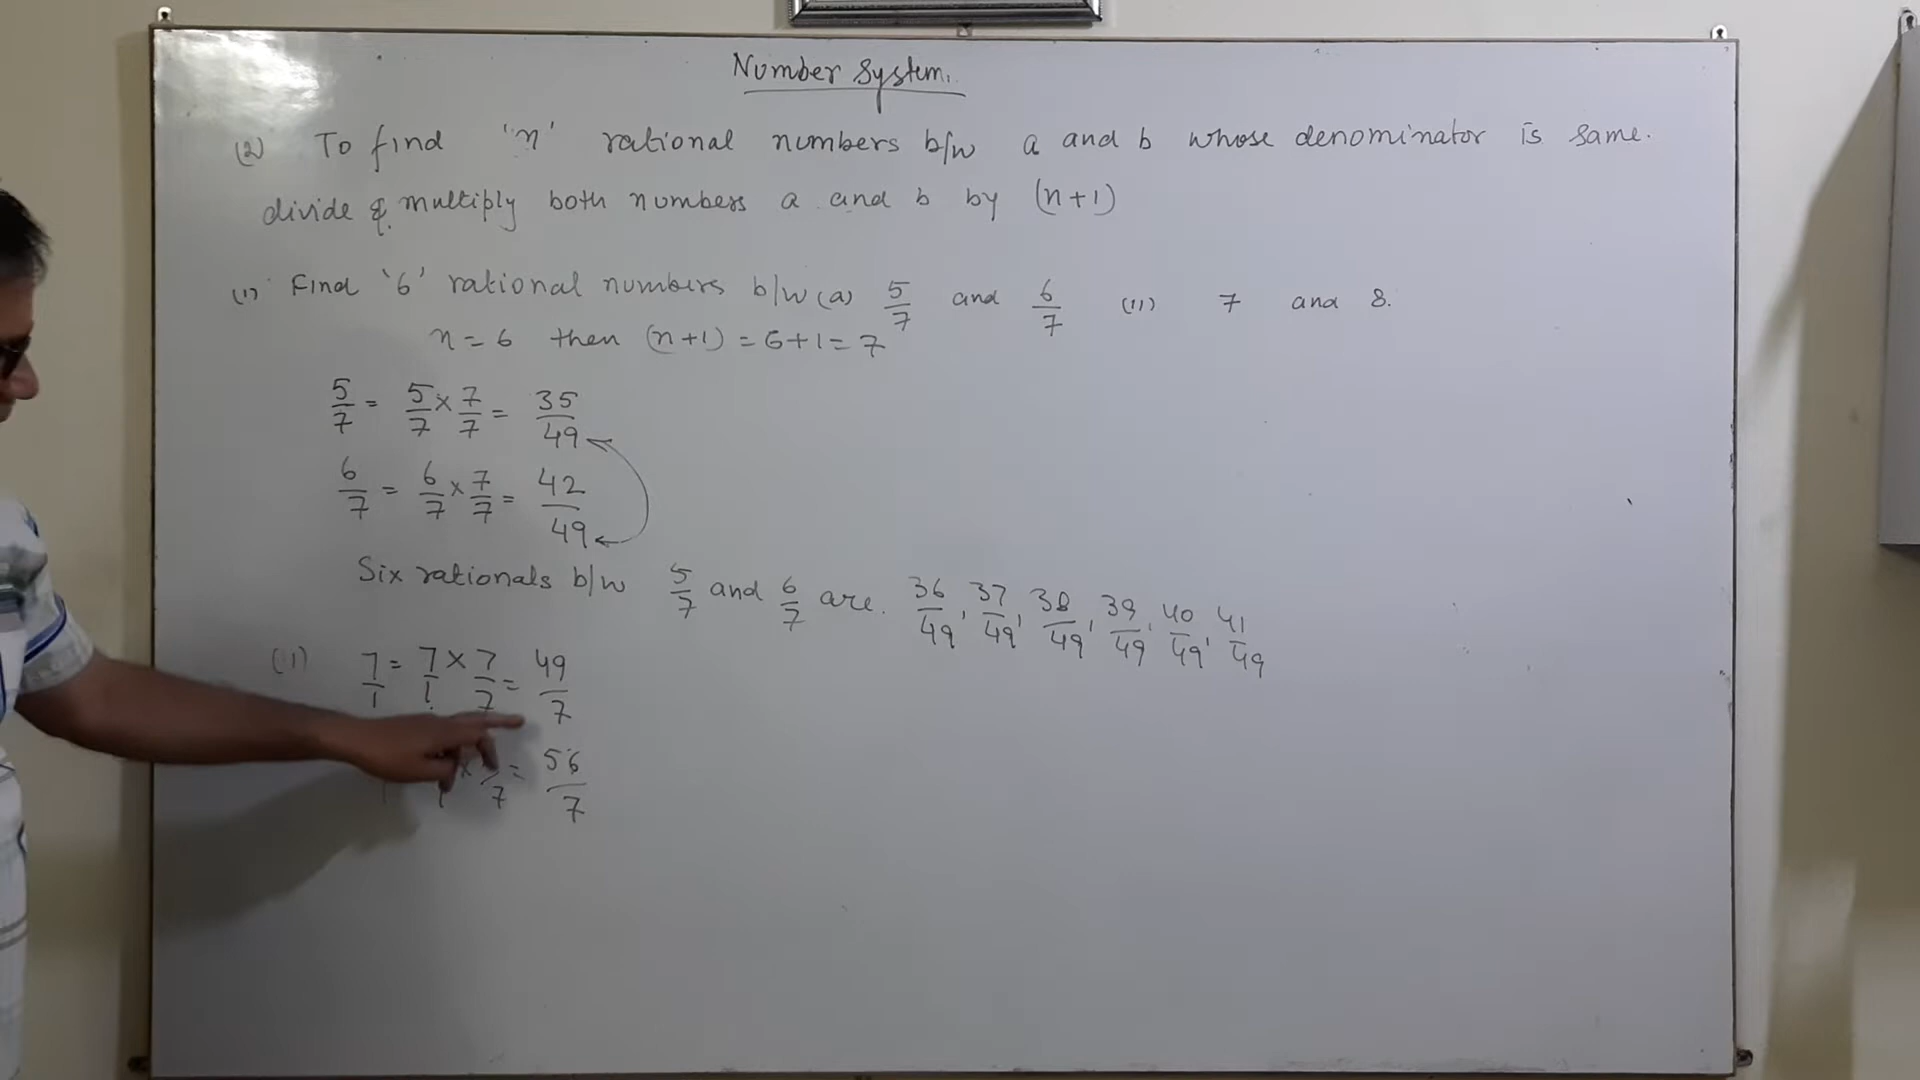 Number System.
(2) To find 'n' rational numbers b/w a and b whose denominator is same.
divide & multiply both numbers a and b by (n+1)
(1) Find '6' rational numbers b/w (a) 5/7 and 6/7 (11) 7 and 8.
n = 6 then (n+1) = 6+1 = 7
5/7 = 5/7 × 7/7 = 35/49
6/7 = 6/7 × 7/7 = 42/49
Six rationals b/w 5/7 and 6/7 are. 36/49, 37/49, 38/49, 39/49, 40/49, 41/49
(11) 7/1 = 7/1 × 7/7 = 49/7
× /7 = 56/7